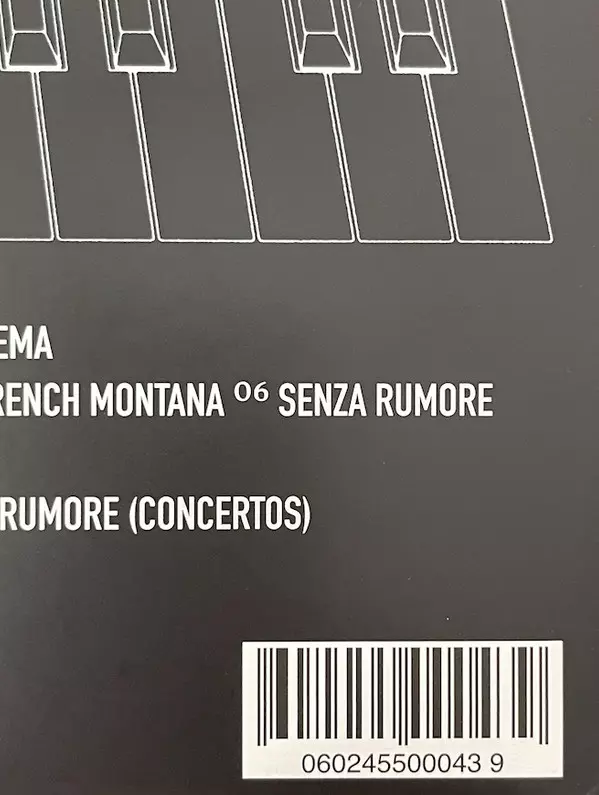 EMA
RENCH MONTANA 06 SENZA RUMORE
RUMORE (CONCERTOS)
060245500043 9